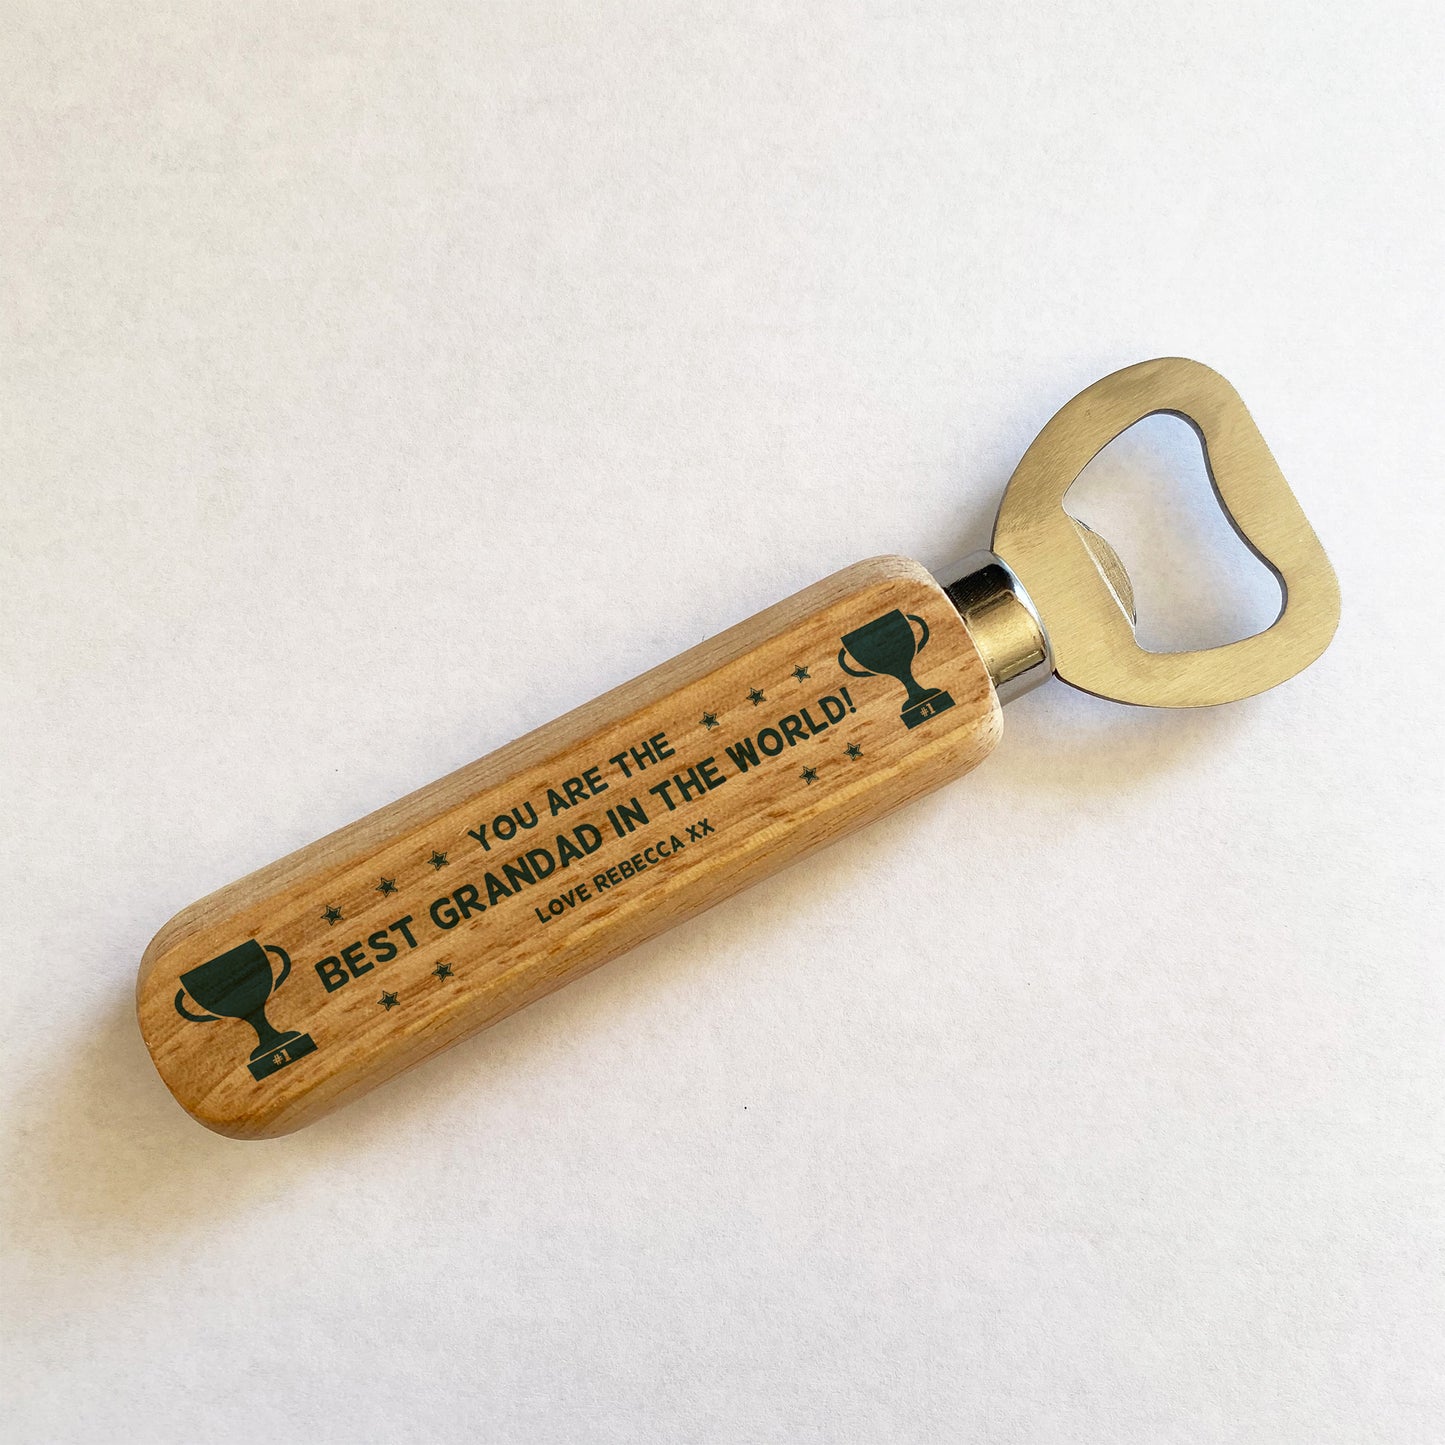 YOU ARE THE
BEST GRANDAD IN THE WORLD!
LOVE REBECCA XX
#1
#1